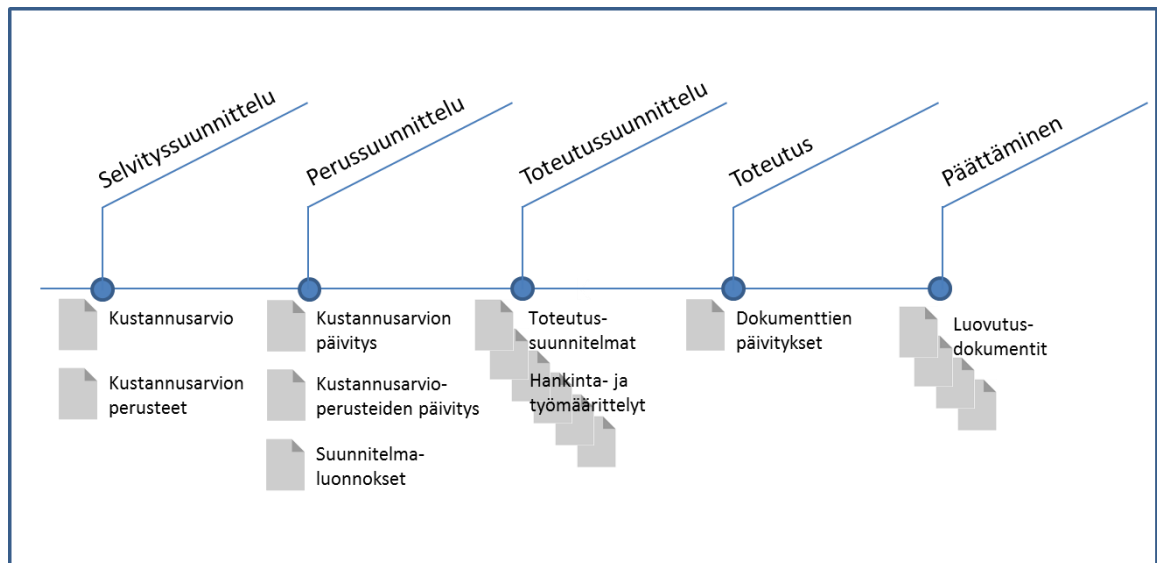 Selvityssuunnittelu
Perussuunnittelu
Toteutussuunnittelu
Toteutus
Päättäminen
Kustannusarvio
Kustannusarvion
perusteet
Kustannusarvion
päivitys
Kustannusarvio-
perusteiden päivitys
Suunnitelma-
luonnokset
Toteutus-
suunnitelmat
Hankinta- ja
työmäärittelyt
Dokumenttien
päivitykset
Luovutus-
dokumentit